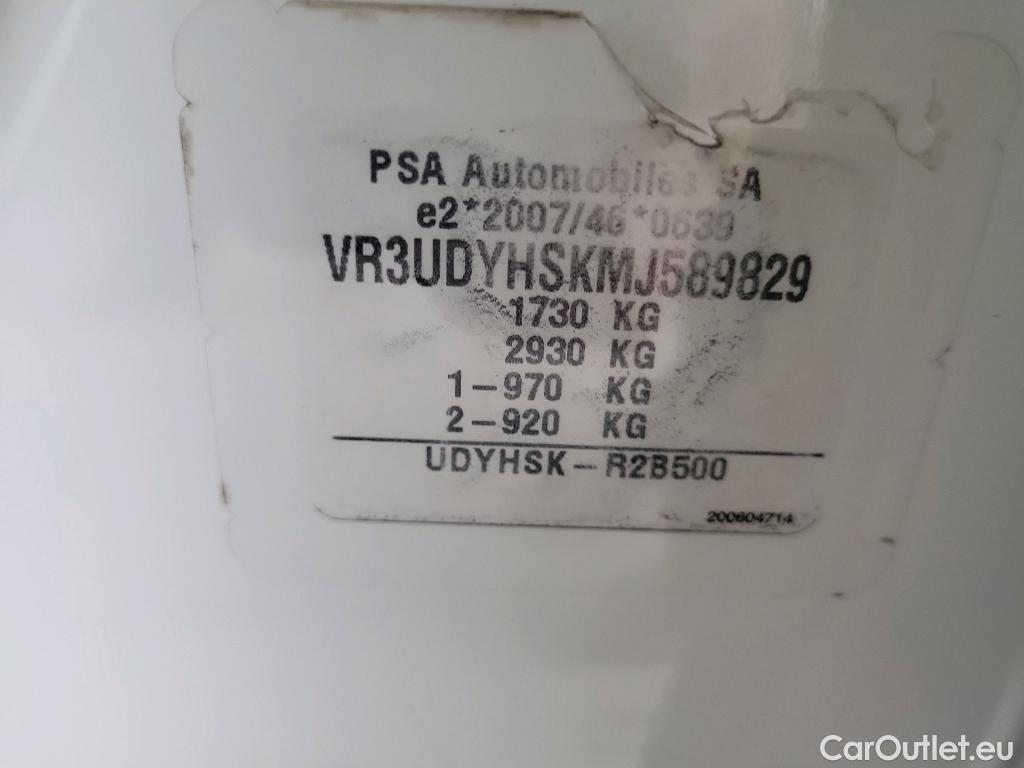 PSA Automobiles SA
e2*2007/46*0639
VR3UDYHSKMJ589829
1730 KG
2930 KG
1-970 KG
2-920 KG
UDYHSK-R2B500
200604714
CarOutlet.eu